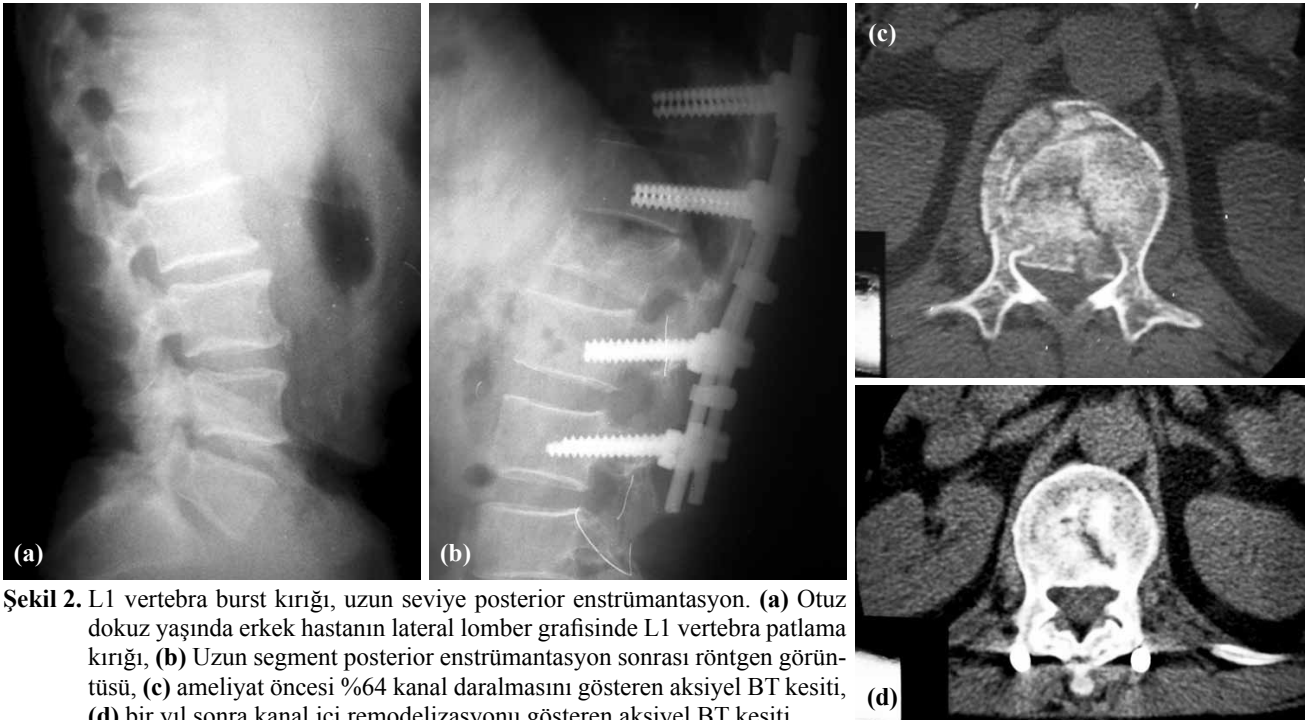 (a)
(b)
(c)
(d)
Şekil 2. L1 vertebra burst kırığı, uzun seviye posterior enstrümantasyon. (a) Otuz
dokuz yaşında erkek hastanın lateral lomber grafisinde L1 vertebra patlama
kırığı, (b) Uzun segment posterior enstrümantasyon sonrası röntgen görün-
tüsü, (c) ameliyat öncesi %64 kanal daralmasını gösteren aksiyel BT kesiti,
(d) bir yıl sonra kanal içi remodelizasyonu gösteren aksiyel BT kesiti.